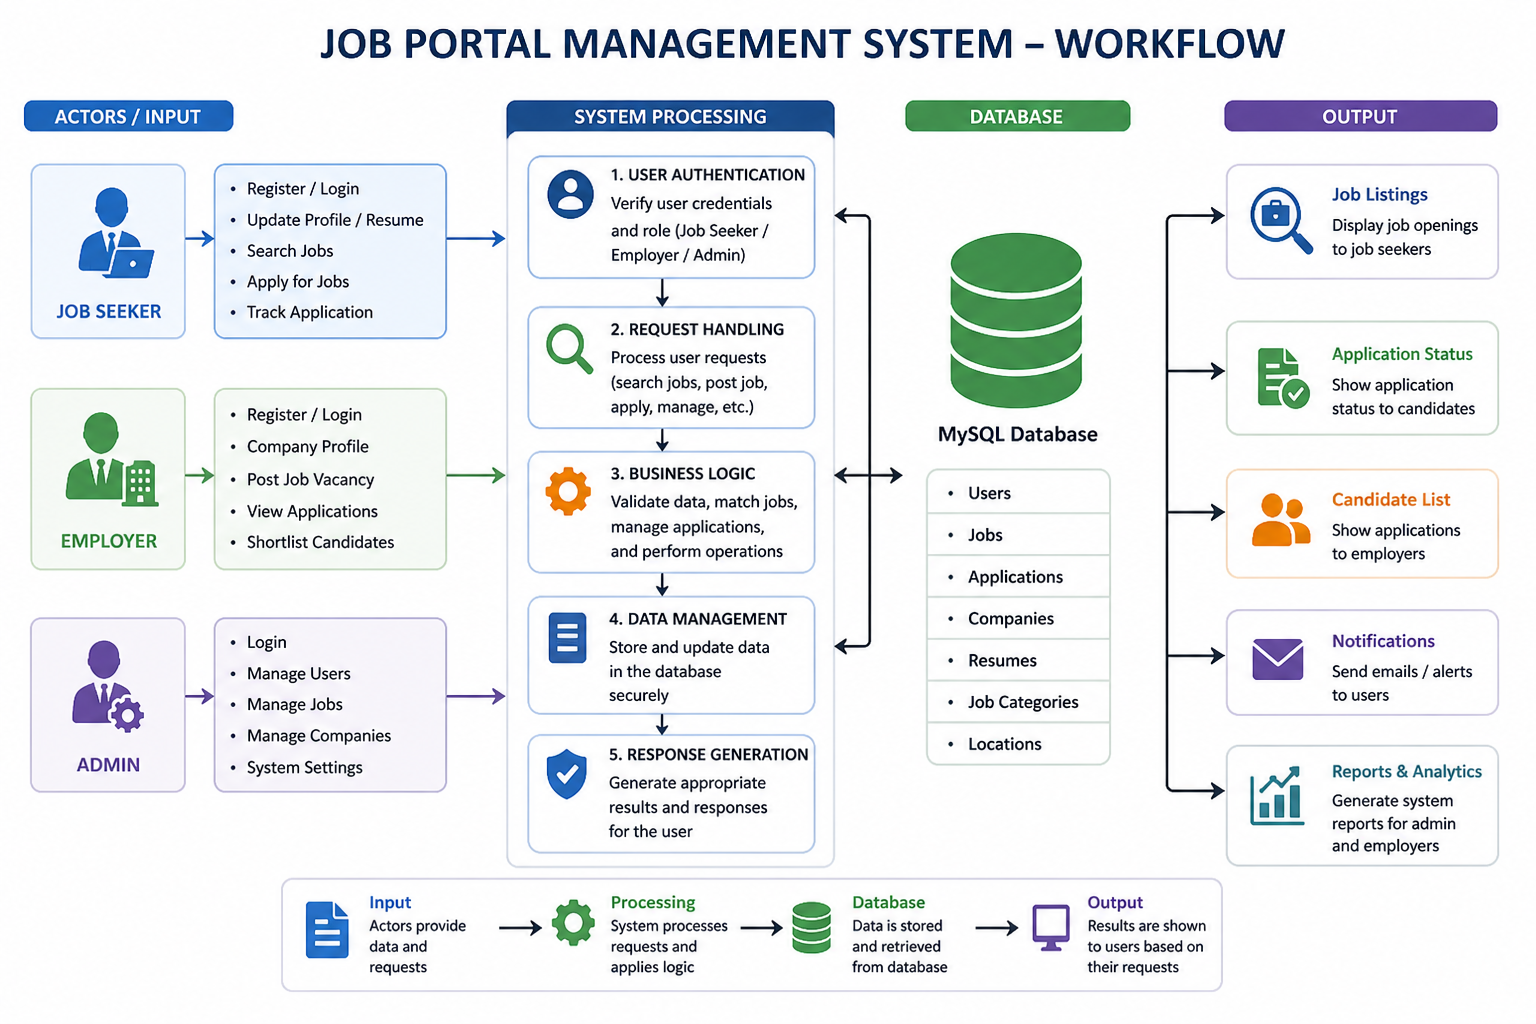 JOB PORTAL MANAGEMENT SYSTEM – WORKFLOW
ACTORS / INPUT
JOB SEEKER
• Register / Login
• Update Profile / Resume
• Search Jobs
• Apply for Jobs
• Track Application
EMPLOYER
• Register / Login
• Company Profile
• Post Job Vacancy
• View Applications
• Shortlist Candidates
ADMIN
• Login
• Manage Users
• Manage Jobs
• Manage Companies
• System Settings
SYSTEM PROCESSING
1. USER AUTHENTICATION
Verify user credentials
and role (Job Seeker /
Employer / Admin)
2. REQUEST HANDLING
Process user requests
(search jobs, post job,
apply, manage, etc.)
3. BUSINESS LOGIC
Validate data, match jobs,
manage applications,
and perform operations
4. DATA MANAGEMENT
Store and update data
in the database
securely
5. RESPONSE GENERATION
Generate appropriate
results and responses
for the user
DATABASE
MySQL Database
• Users
• Jobs
• Applications
• Companies
• Resumes
• Job Categories
• Locations
OUTPUT
Job Listings
Display job openings
to job seekers
Application Status
Show application
status to candidates
Candidate List
Show applications
to employers
Notifications
Send emails / alerts
to users
Reports & Analytics
Generate system
reports for admin
and employers
Input
Actors provide
data and
requests
Processing
System processes
requests and
applies logic
Database
Data is stored
and retrieved
from database
Output
Results are shown
to users based on
their requests